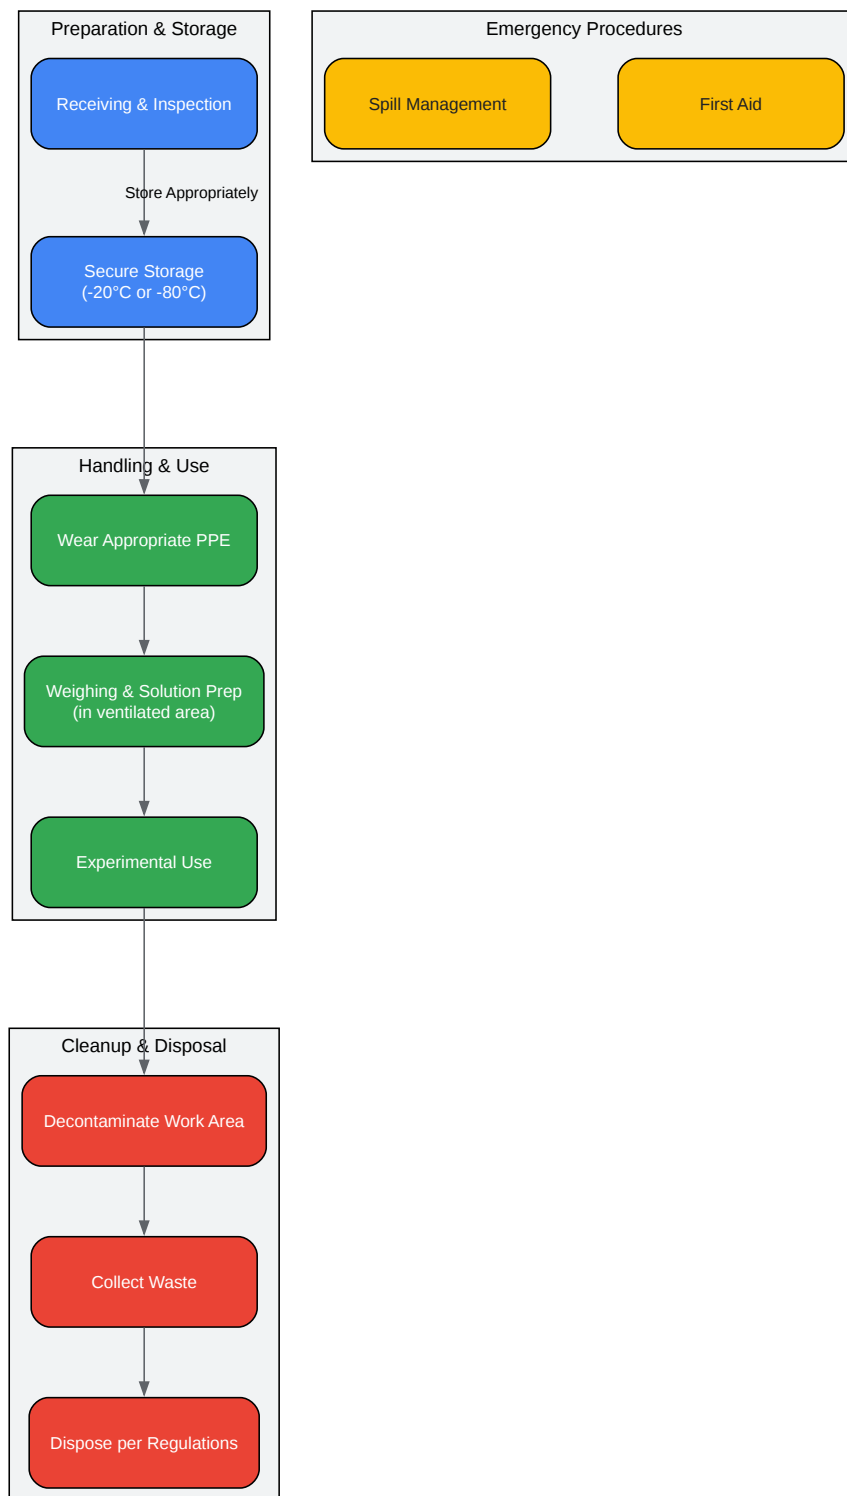 Preparation & Storage
Receiving & Inspection
Store Appropriately
Secure Storage
(-20°C or -80°C)
Emergency Procedures
Spill Management
First Aid
Handling & Use
Wear Appropriate PPE
Weighing & Solution Prep
(in ventilated area)
Experimental Use
Cleanup & Disposal
Decontaminate Work Area
Collect Waste
Dispose per Regulations